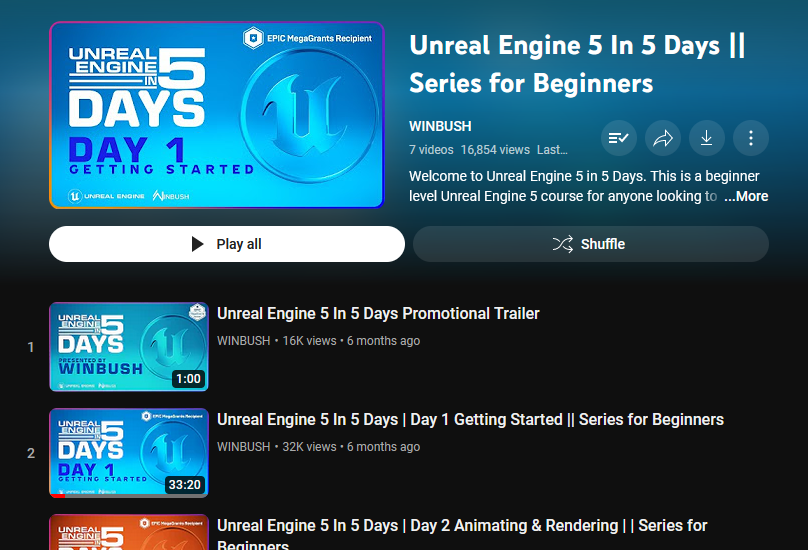 EPIC MegaGrants Recipient
UNREAL
ENGINE
IN
5
DAYS
DAY 1
GETTING STARTED
UNREAL ENGINE WINBUSH
Unreal Engine 5 In 5 Days ||
Series for Beginners
WINBUSH
7 videos 16,854 views Last...
Welcome to Unreal Engine 5 in 5 Days. This is a beginner
level Unreal Engine 5 course for anyone looking to ...More
Play all
Shuffle
1
UNREAL
ENGINE
IN
5
DAYS
PRESENTED BY
WINBUSH
1:00
Unreal Engine 5 In 5 Days Promotional Trailer
WINBUSH • 16K views • 6 months ago
2
EPIC MegaGrants Recipient
UNREAL
ENGINE
IN
5
DAYS
DAY 1
GETTING STARTED
33:20
Unreal Engine 5 In 5 Days | Day 1 Getting Started || Series for Beginners
WINBUSH • 32K views • 6 months ago
EPIC MegaGrants Recipient
UNREAL
ENGINE
IN
5
DAYS
Unreal Engine 5 In 5 Days | Day 2 Animating & Rendering | | Series for
Beginners